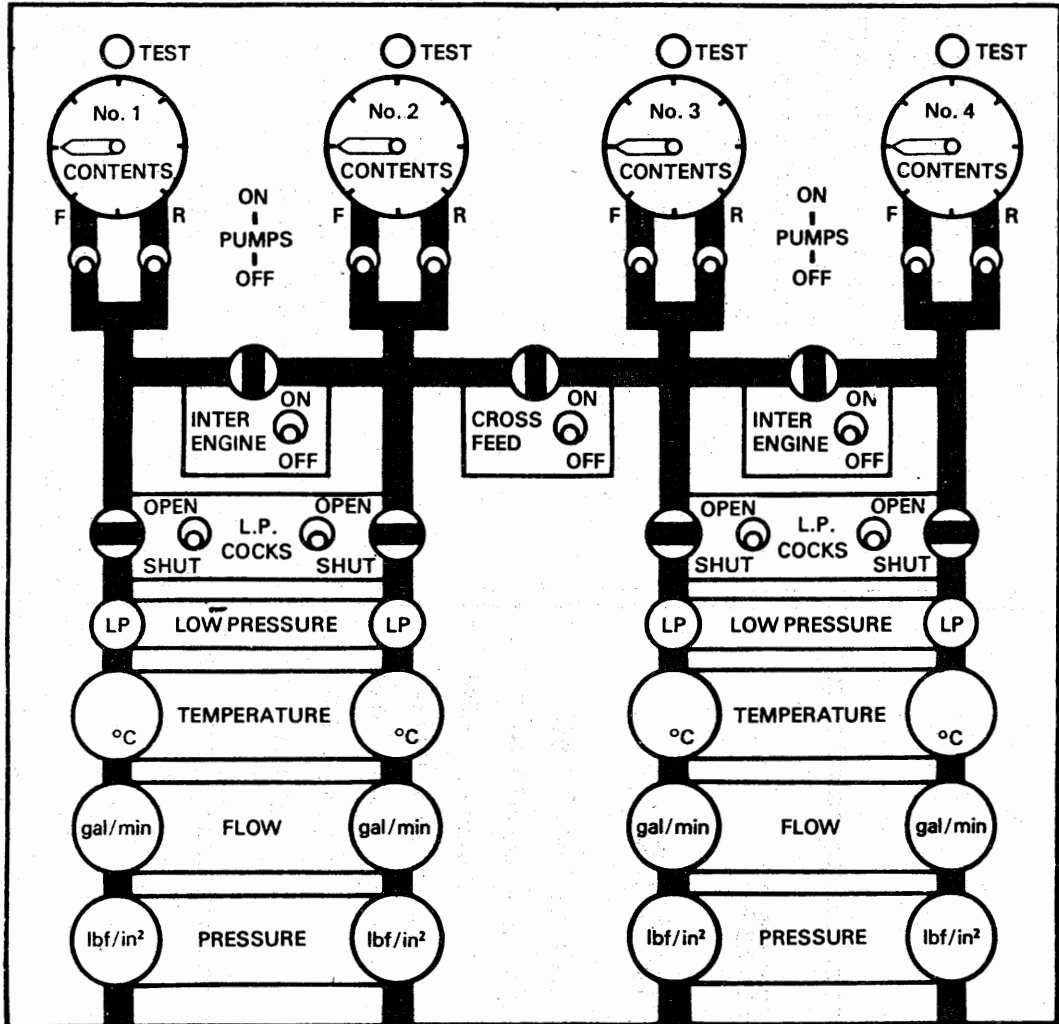 TEST TEST TEST TEST
No. 1 No. 2 No. 3 No. 4
CONTENTS CONTENTS CONTENTS CONTENTS
F R F R F R F R
ON ON
PUMPS PUMPS
OFF OFF
INTER ENGINE ON OFF
CROSS FEED ON OFF
INTER ENGINE ON OFF
OPEN OPEN OPEN OPEN
L.P. L.P.
COCKS COCKS
SHUT SHUT SHUT SHUT
LP LOW PRESSURE LP LP LOW PRESSURE LP
TEMPERATURE TEMPERATURE
°C °C °C °C
gal/min FLOW gal/min gal/min FLOW gal/min
lbf/in² PRESSURE lbf/in² lbf/in² PRESSURE lbf/in²